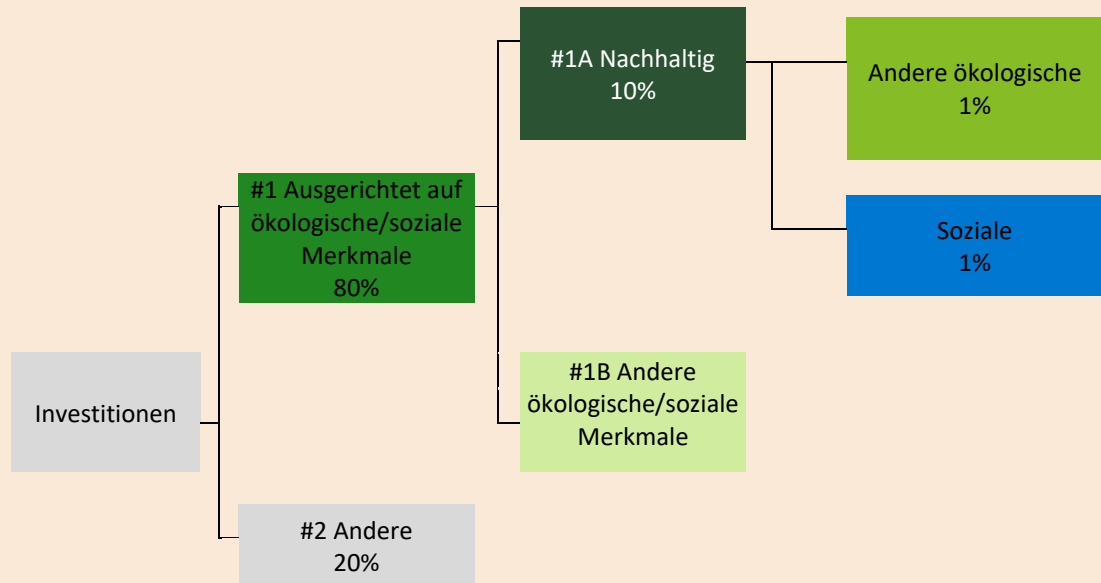 #1A Nachhaltig
10%
Andere ökologische
1%
#1 Ausgerichtet auf
ökologische/soziale
Merkmale
80%
Soziale
1%
Investitionen
#1B Andere
ökologische/soziale
Merkmale
#2 Andere
20%